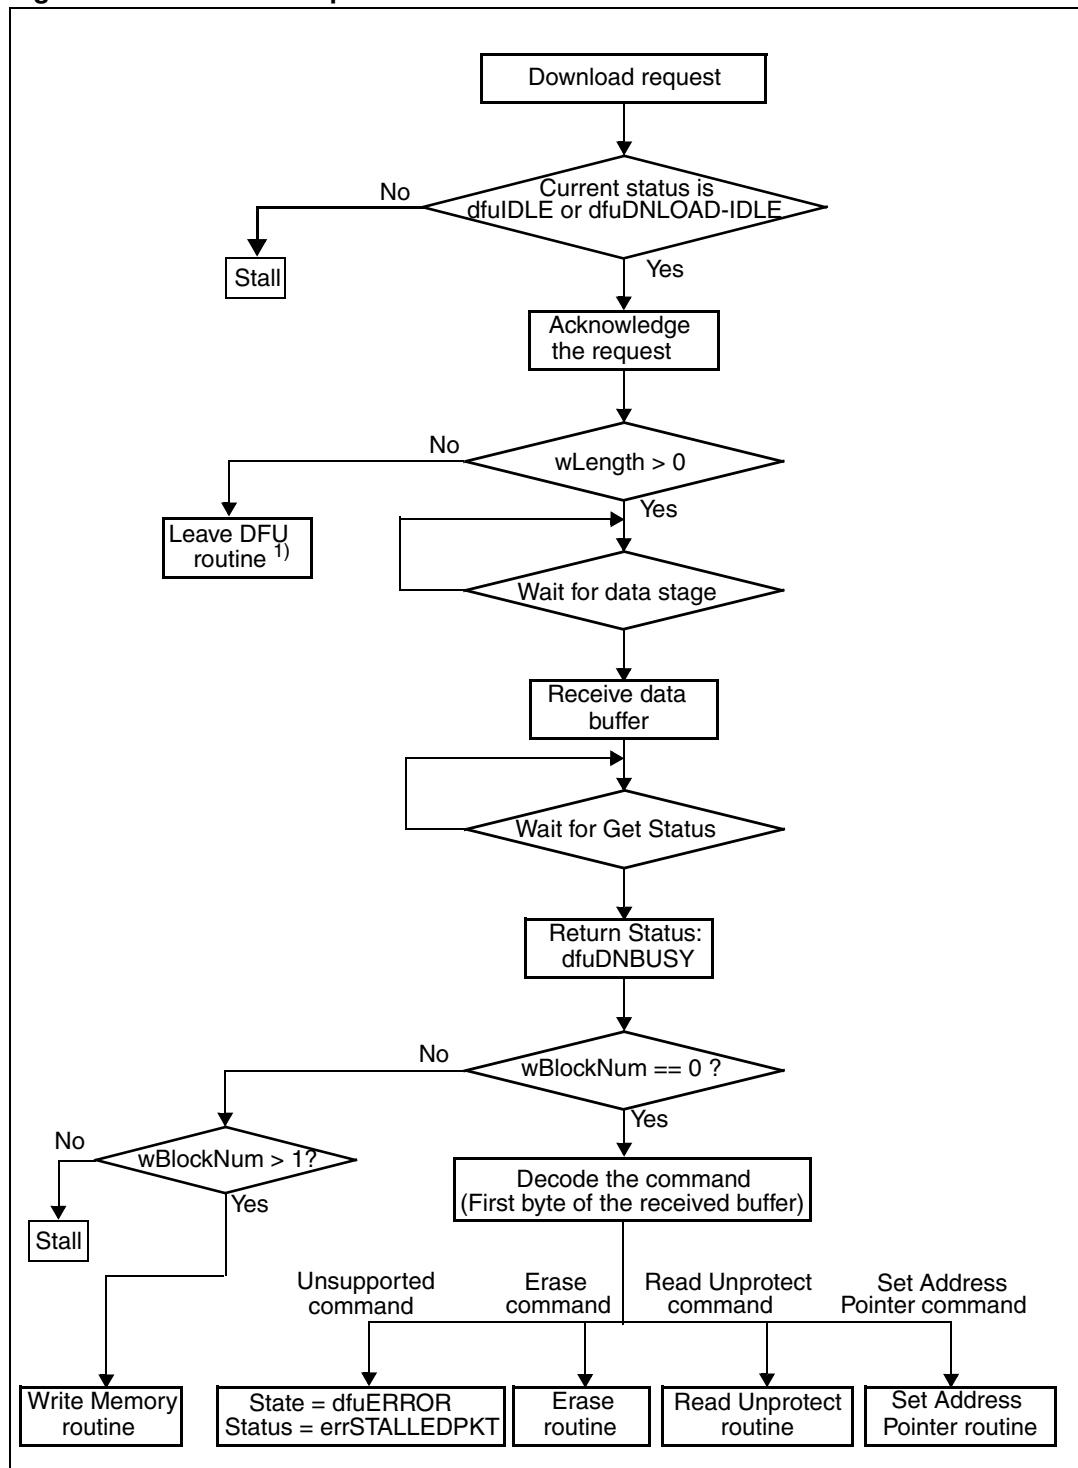 Download request
Current status is
dfuIDLE or dfuDNLOAD-IDLE
No
Stall
Yes
Acknowledge
the request
No
wLength > 0
Yes
Leave DFU
routine 1)
Wait for data stage
Receive data
buffer
Wait for Get Status
Return Status:
dfuDNBUSY
No
wBlockNum == 0 ?
Yes
No
wBlockNum > 1?
Yes
Stall
Decode the command
(First byte of the received buffer)
Unsupported
command
Erase
command
Read Unprotect
command
Set Address
Pointer command
Write Memory
routine
State = dfuERROR
Status = errSTALLEDPKT
Erase
routine
Read Unprotect
routine
Set Address
Pointer routine